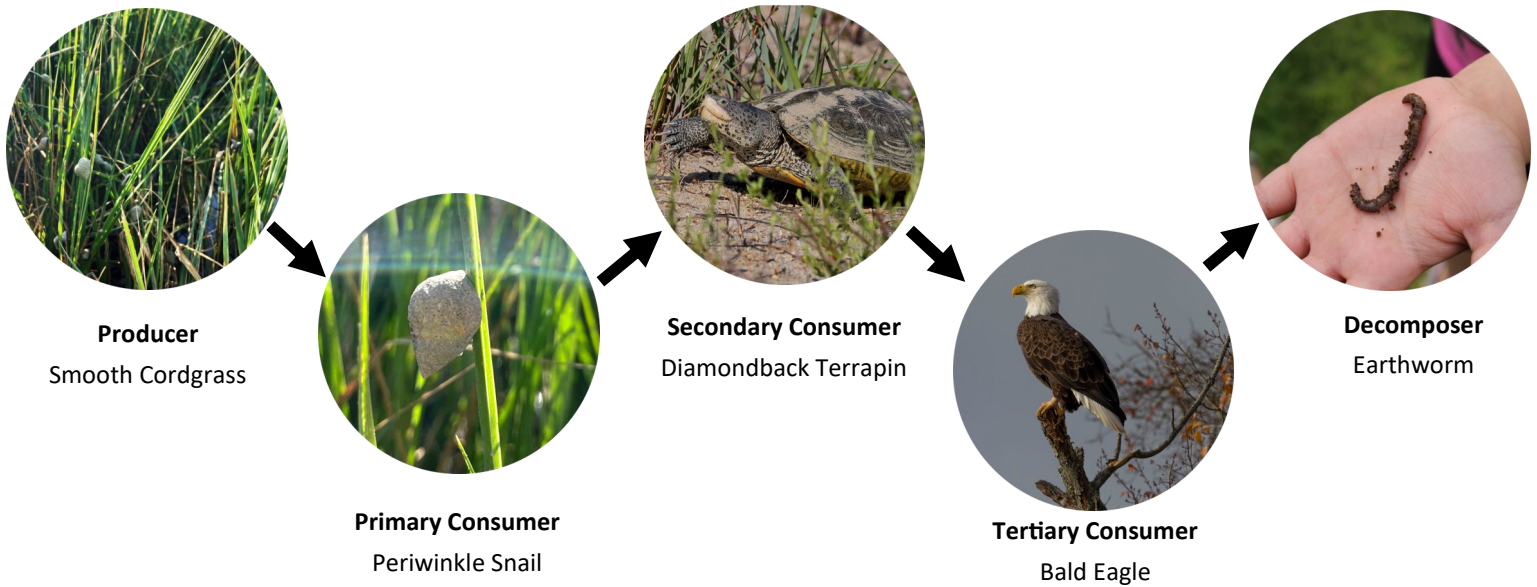 Producer
Smooth Cordgrass
Primary Consumer
Periwinkle Snail
Secondary Consumer
Diamondback Terrapin
Tertiary Consumer
Bald Eagle
Decomposer
Earthworm